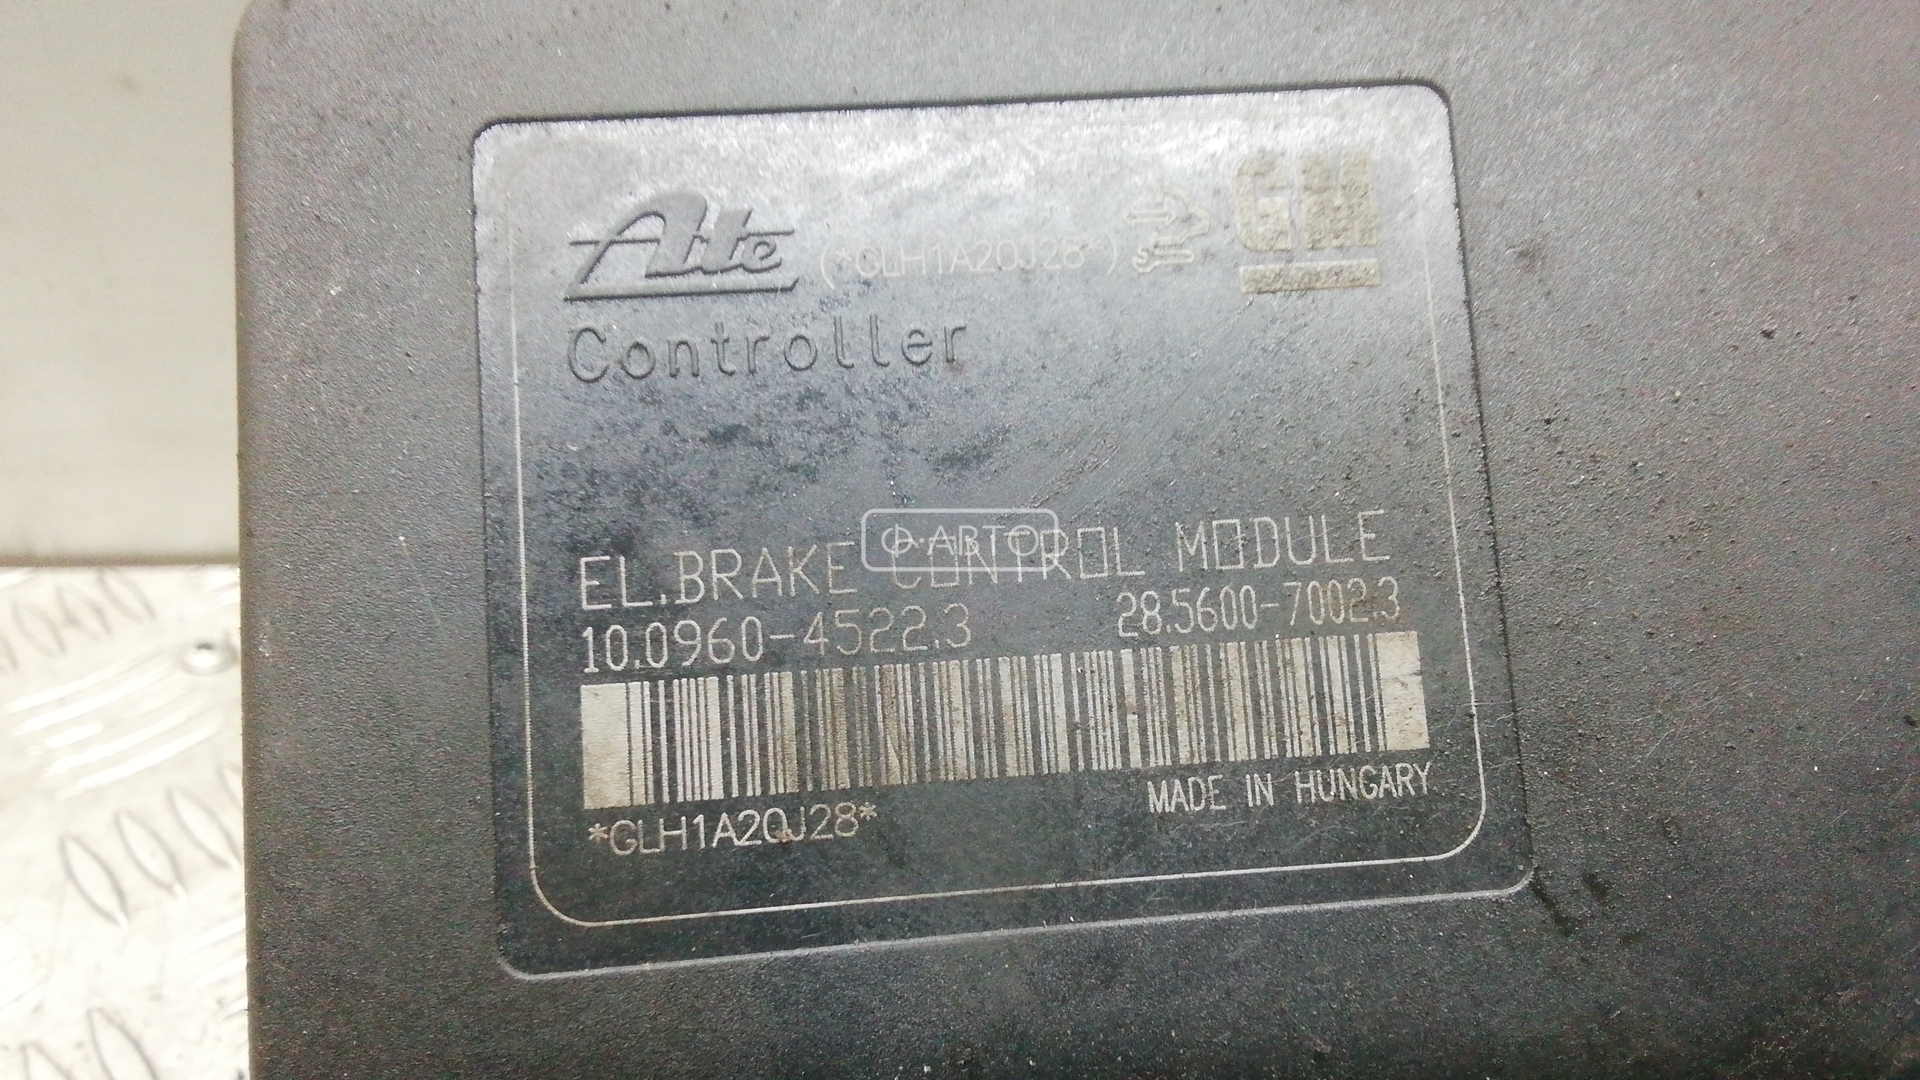 Ate (*GLH1A2QJ28*) GM
Controller
Ф·АВТО
EL.BRAKE CONTROL MODULE
10.0960-4522.3 28.5600-7002.3
*GLH1A2QJ28*
MADE IN HUNGARY